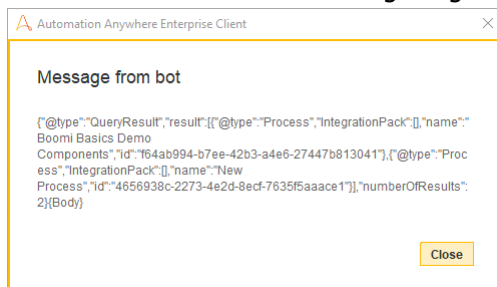 Automation Anywhere Enterprise Client
Message from bot
{"@type":"QueryResult","result":[{"@type":"Process","IntegrationPack":[],"name":"
Boomi Basics Demo
Components","id":"f64ab994-b7ee-42b3-a4e6-27447b813041"},{"@type":"Proc
ess","IntegrationPack":[],"name":"New
Process","id":"4656938c-2273-4e2d-8ecf-7635f5aaace1"}],"numberOfResults":
2}{Body}
Close